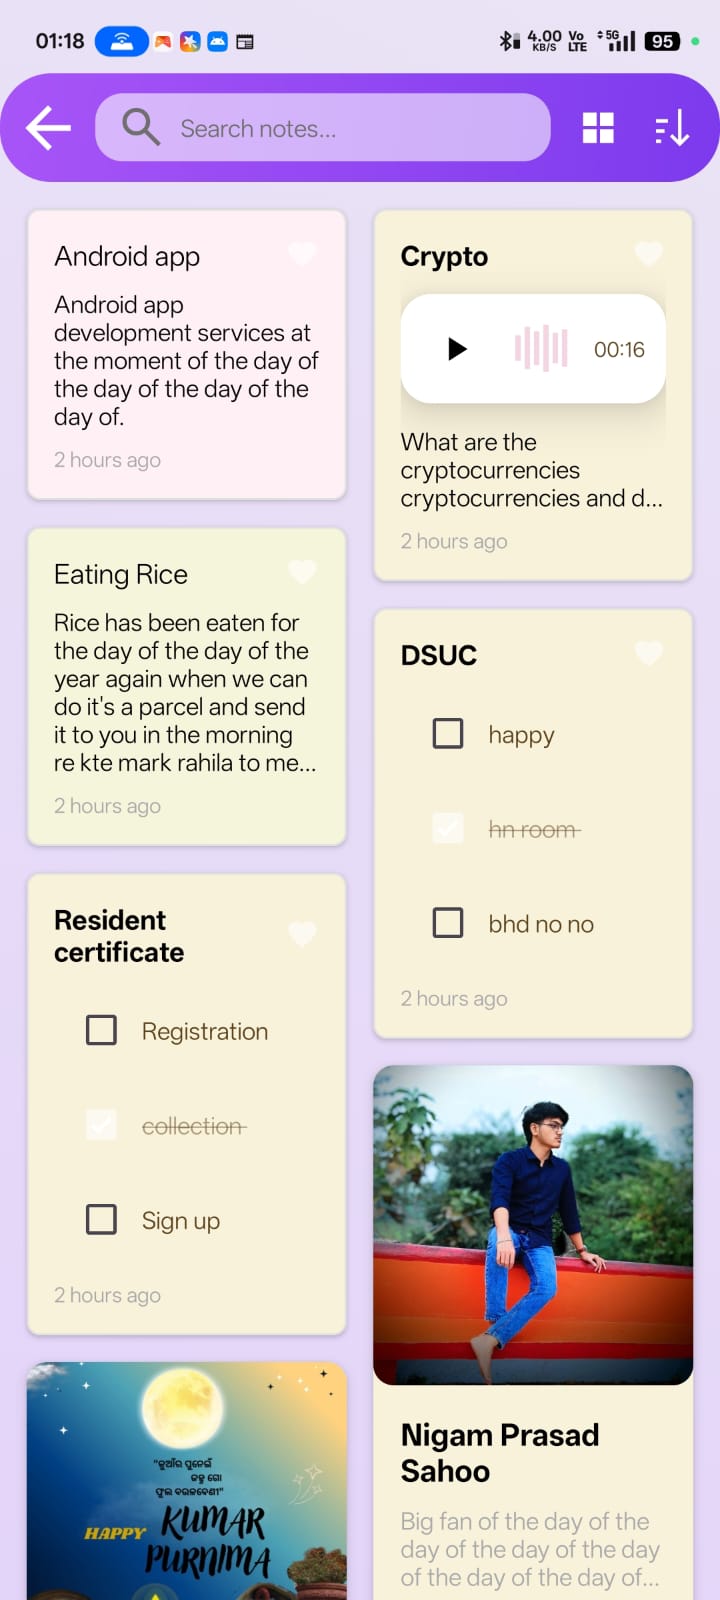 01:18
4.00 KB/S
Vo LTE
5G
95
Search notes...
Android app
Android app
development services at
the moment of the day of
the day of the day of the
day of.
2 hours ago
Eating Rice
Rice has been eaten for
the day of the day of the
year again when we can
do it's a parcel and send
it to you in the morning
re kte mark rahila to me...
2 hours ago
Resident
certificate
Registration
collection
Sign up
2 hours ago
"କୁଆଁର ପୁନେଇଁ
ଜହ୍ନ ଗୋ
ଫୁଲ ବଉଳବେଣୀ"
HAPPY KUMAR
PURNIMA
Crypto
00:16
What are the
cryptocurrencies
cryptocurrencies and d...
2 hours ago
DSUC
happy
hn room
bhd no no
2 hours ago
Nigam Prasad
Sahoo
Big fan of the day of the
day of the day of the day
of the day of the day of...